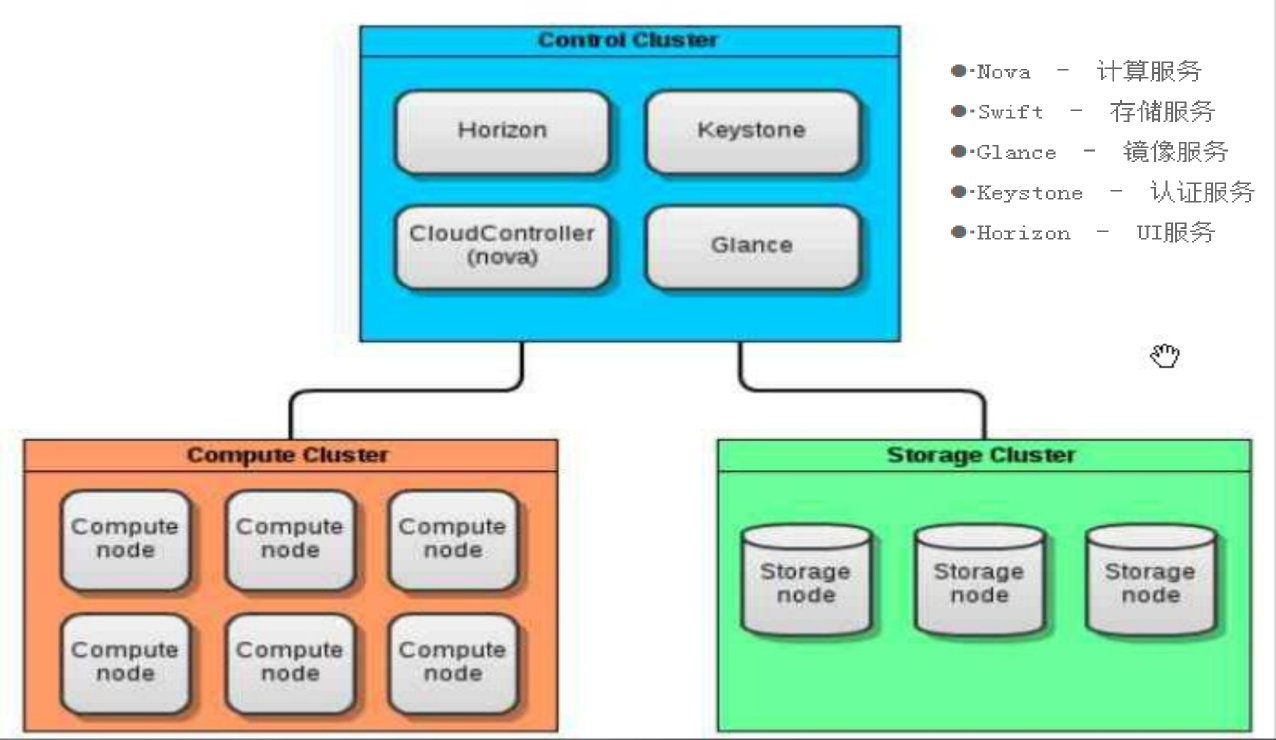 Control Cluster
Horizon
Keystone
CloudController
(nova)
Glance
●·Nova － 计算服务
●·Swift － 存储服务
●·Glance － 镜像服务
●·Keystone － 认证服务
●·Horizon － UI服务
Compute Cluster
Compute
node
Compute
node
Compute
node
Compute
node
Compute
node
Compute
node
Storage Cluster
Storage
node
Storage
node
Storage
node